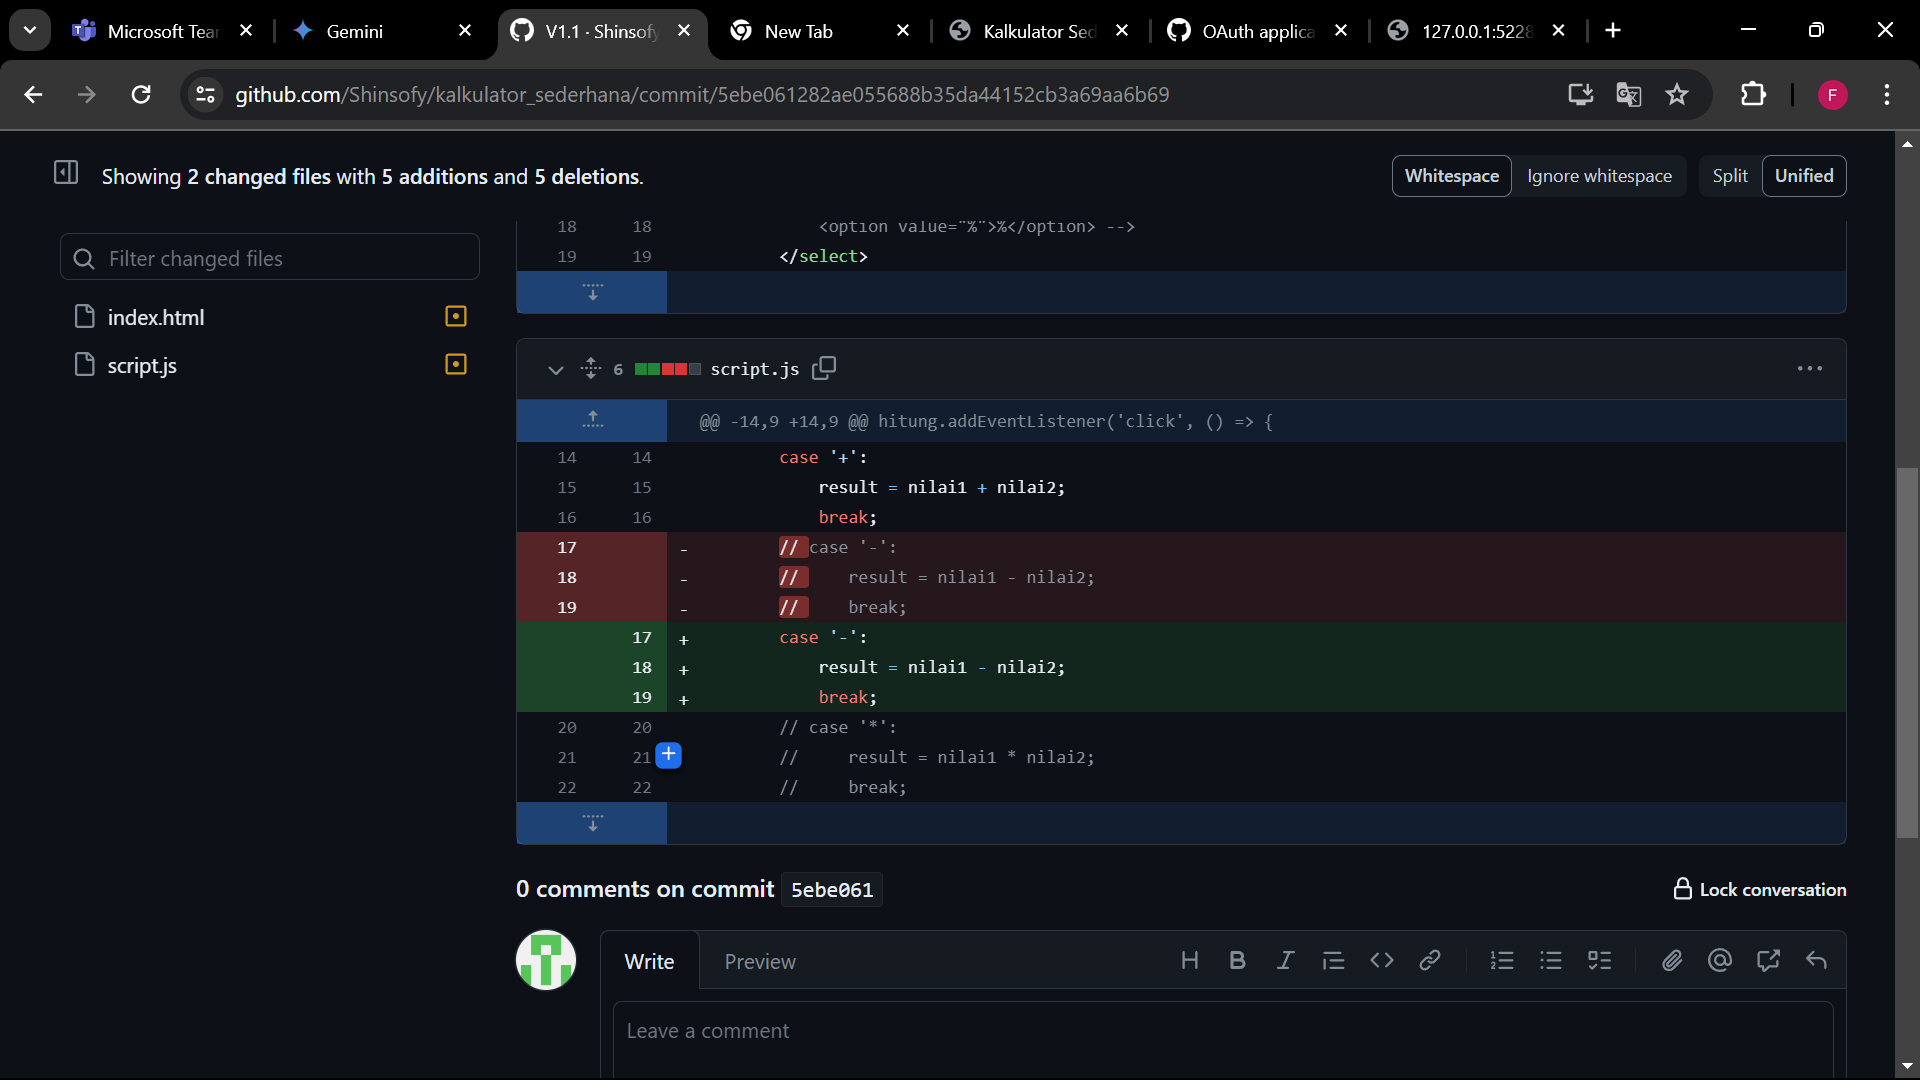 Microsoft Tear
Gemini
V1.1 · Shinsofy
New Tab
Kalkulator Sed
OAuth applica
127.0.0.1:5228
github.com/Shinsofy/kalkulator_sederhana/commit/5ebe061282ae055688b35da44152cb3a69aa6b69
F
Showing 2 changed files with 5 additions and 5 deletions.
Whitespace Ignore whitespace Split Unified
Filter changed files
index.html
script.js
18 18 <option value="%">%</option> -->
19 19 </select>
6 script.js
@@ -14,9 +14,9 @@ hitung.addEventListener('click', () => {
14 14 case '+':
15 15 result = nilai1 + nilai2;
16 16 break;
17 - // case '-':
18 - // result = nilai1 - nilai2;
19 - // break;
17 + case '-':
18 + result = nilai1 - nilai2;
19 + break;
20 20 // case '*':
21 21 // result = nilai1 * nilai2;
22 22 // break;
0 comments on commit 5ebe061
Lock conversation
Write Preview
Leave a comment